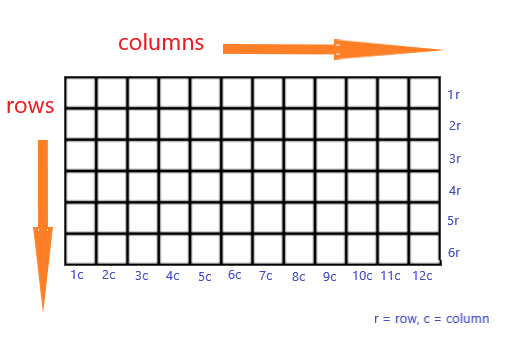 columns
rows
1r
2r
3r
4r
5r
6r
1c 2c 3c 4c 5c 6c 7c 8c 9c 10c 11c 12c
r = row, c = column